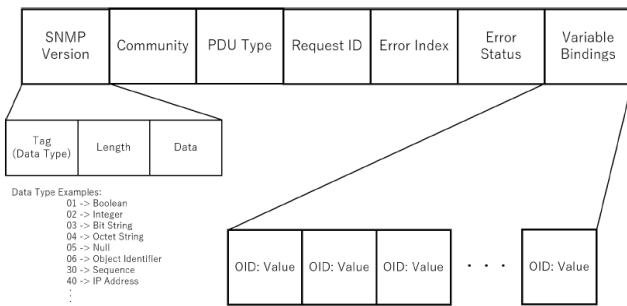 SNMP
Version
Community
PDU Type
Request ID
Error Index
Error
Status
Variable
Bindings
Tag
(Data Type)
Length
Data
Data Type Examples:
01 -> Boolean
02 -> Integer
03 -> Bit String
04 -> Octet String
05 -> Null
06 -> Object Identifier
30 -> Sequence
40 -> IP Address
:
OID: Value
OID: Value
OID: Value
· · ·
OID: Value